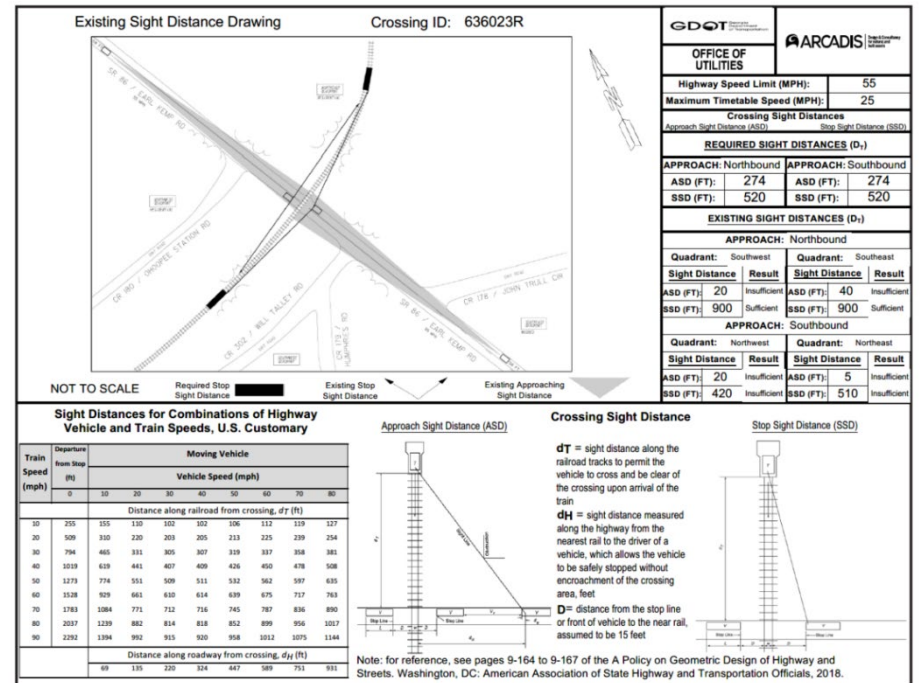 Existing Sight Distance Drawing
Crossing ID: 636023R
SR 86 / EARL KEMP RD
CR 180 / OHOOPEE STATION RD
CR 302 / WILL TALLEY RD
SR 86 / EARL KEMP RD
CR 178 / JOHN TRULL CIR
NOT TO SCALE
Required Stop
Sight Distance
Existing Stop
Sight Distance
Existing Approaching
Sight Distance
GDOT
ARCADIS
OFFICE OF
UTILITIES
Highway Speed Limit (MPH): 55
Maximum Timetable Speed (MPH): 25
Crossing Sight Distances
Approach Sight Distance (ASD) Stop Sight Distance (SSD)
REQUIRED SIGHT DISTANCES (DT)
APPROACH: Northbound APPROACH: Southbound
ASD (FT): 274 ASD (FT): 274
SSD (FT): 520 SSD (FT): 520
EXISTING SIGHT DISTANCES (DT)
APPROACH: Northbound
Quadrant: Southwest Quadrant: Southeast
Sight Distance Result Sight Distance Result
ASD (FT): 20 Insufficient ASD (FT): 40 Insufficient
SSD (FT): 900 Sufficient SSD (FT): 900 Sufficient
APPROACH: Southbound
Quadrant: Northwest Quadrant: Northeast
Sight Distance Result Sight Distance Result
ASD (FT): 20 Insufficient ASD (FT): 5 Insufficient
SSD (FT): 420 Insufficient SSD (FT): 510 Insufficient
Sight Distances for Combinations of Highway
Vehicle and Train Speeds, U.S. Customary
Train Speed (mph) Departure from Stop (ft) Moving Vehicle
Vehicle Speed (mph)
0 10 20 30 40 50 60 70 80
Distance along railroad from crossing, dT (ft)
10 255 155 110 102 102 106 112 119 127
20 509 310 220 203 205 213 225 239 254
30 794 465 331 305 307 319 337 358 381
40 1019 619 441 407 409 426 450 478 508
50 1273 774 551 509 511 532 562 597 635
60 1528 929 661 610 614 639 675 717 763
70 1783 1084 771 712 716 745 787 836 890
80 2037 1239 882 814 818 852 899 956 1017
90 2292 1394 992 915 920 958 1012 1075 1144
Distance along roadway from crossing, dH (ft)
69 135 220 324 447 589 751 931
Approach Sight Distance (ASD)
Sight Line
Obstruction
Stop Line
Stop Line
Crossing Sight Distance
dT = sight distance along the
railroad tracks to permit the
vehicle to cross and be clear of
the crossing upon arrival of the
train
dH = sight distance measured
along the highway from the
nearest rail to the driver of a
vehicle, which allows the vehicle
to be safely stopped without
encroachment of the crossing
area, feet
D= distance from the stop line
or front of vehicle to the near rail,
assumed to be 15 feet
Stop Sight Distance (SSD)
Stop Line
Note: for reference, see pages 9-164 to 9-167 of the A Policy on Geometric Design of Highway and
Streets. Washington, DC: American Association of State Highway and Transportation Officials, 2018.